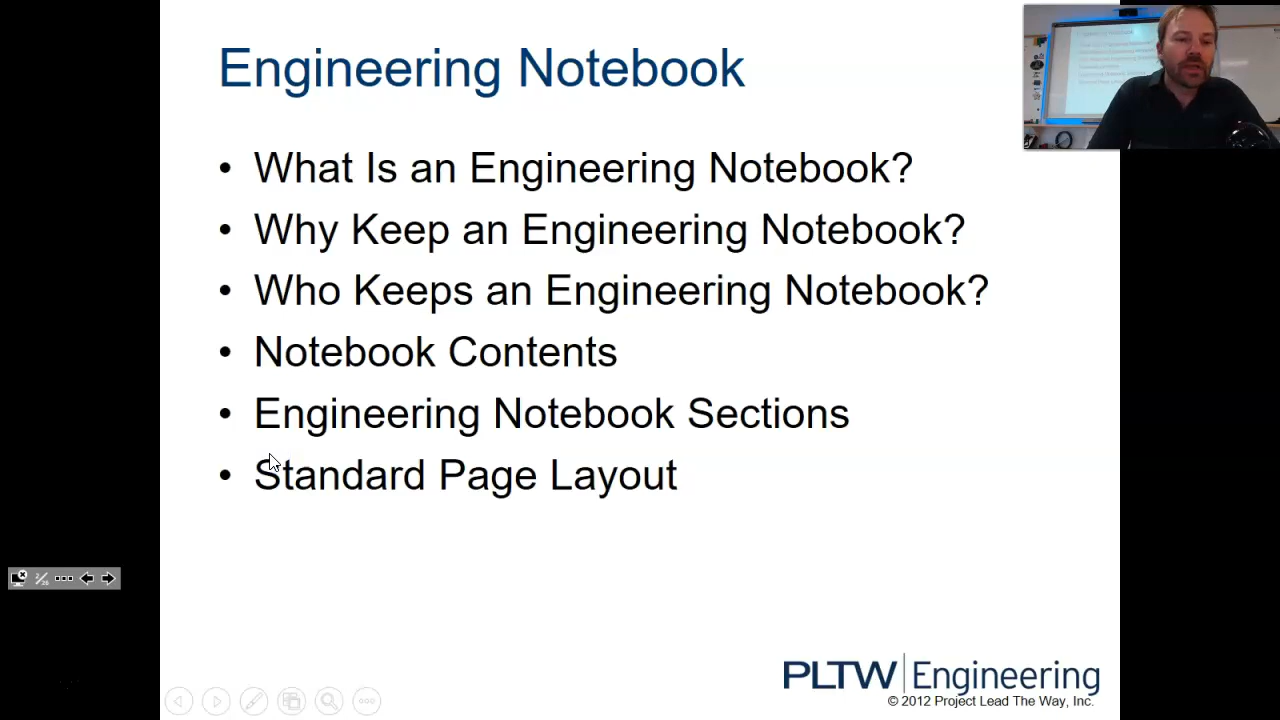 Engineering Notebook
• What Is an Engineering Notebook?
• Why Keep an Engineering Notebook?
• Who Keeps an Engineering Notebook?
• Notebook Contents
• Engineering Notebook Sections
• Standard Page Layout
PLTW Engineering
© 2012 Project Lead The Way, Inc.